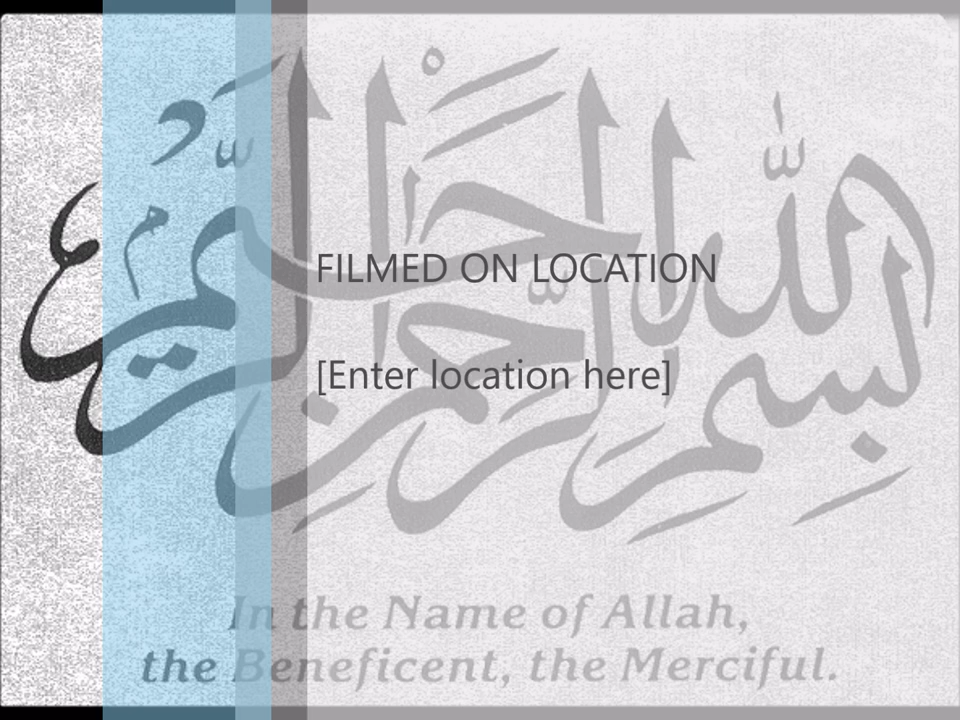 بسم الله الرحمن الرحيم
FILMED ON LOCATION
[Enter location here]
In the Name of Allah,
the Beneficent, the Merciful.